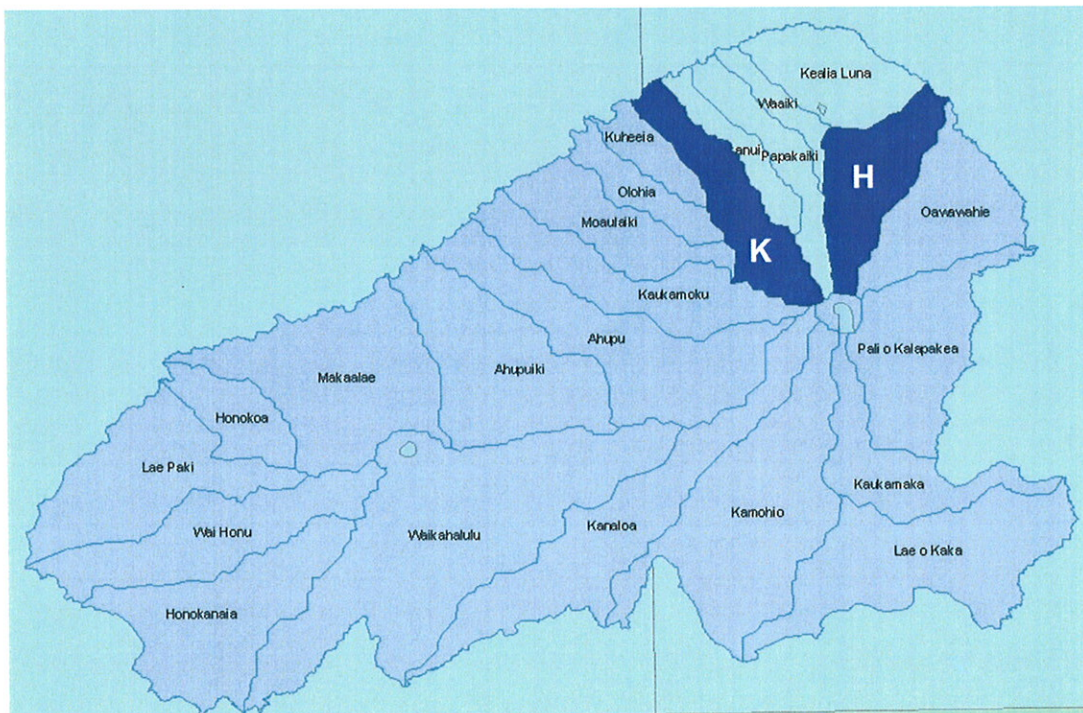 Kealia Luna
Waaiki
Kuheeia
anui
Papakaiki
H
Olohia
Oawawahie
Moaulaiki
K
Kaukamoku
Ahupu
Pali o Kalapakea
Ahupuiki
Makaalae
Honokoa
Lae Paki
Kaukamaka
Wai Honu
Waikahalulu
Kanaloa
Kamohio
Lae o Kaka
Honokanaia